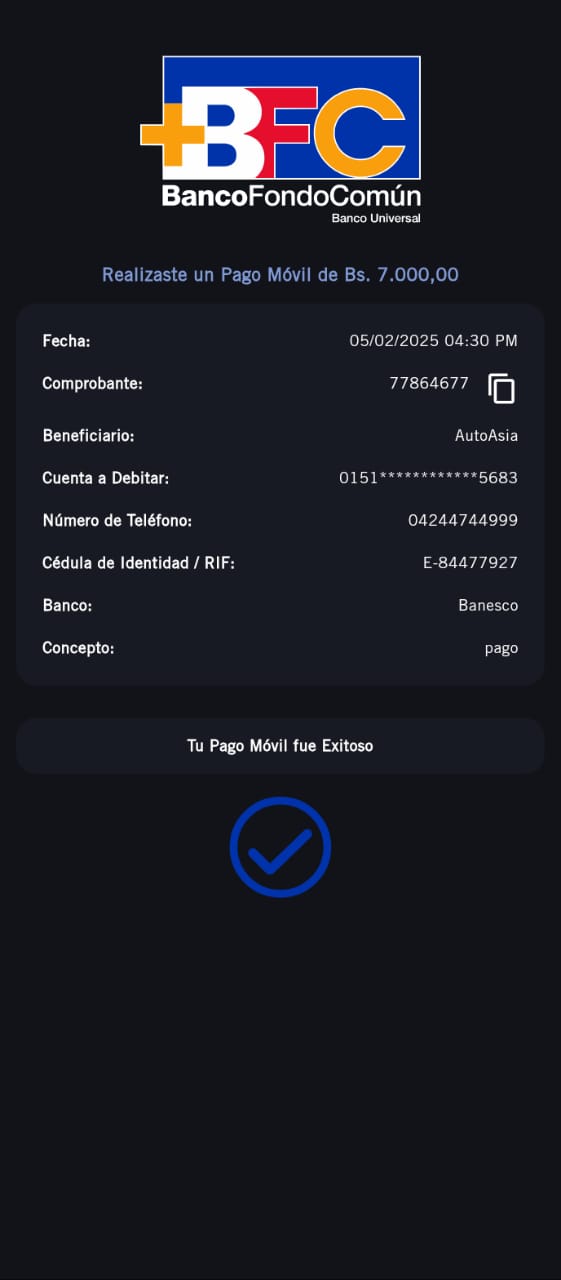 BFC
BancoFondoComún
Banco Universal
Realizaste un Pago Móvil de Bs. 7.000,00
Fecha: 05/02/2025 04:30 PM
Comprobante: 77864677
Beneficiario: AutoAsia
Cuenta a Debitar: 0151************5683
Número de Teléfono: 04244744999
Cédula de Identidad / RIF: E-84477927
Banco: Banesco
Concepto: pago
Tu Pago Móvil fue Exitoso